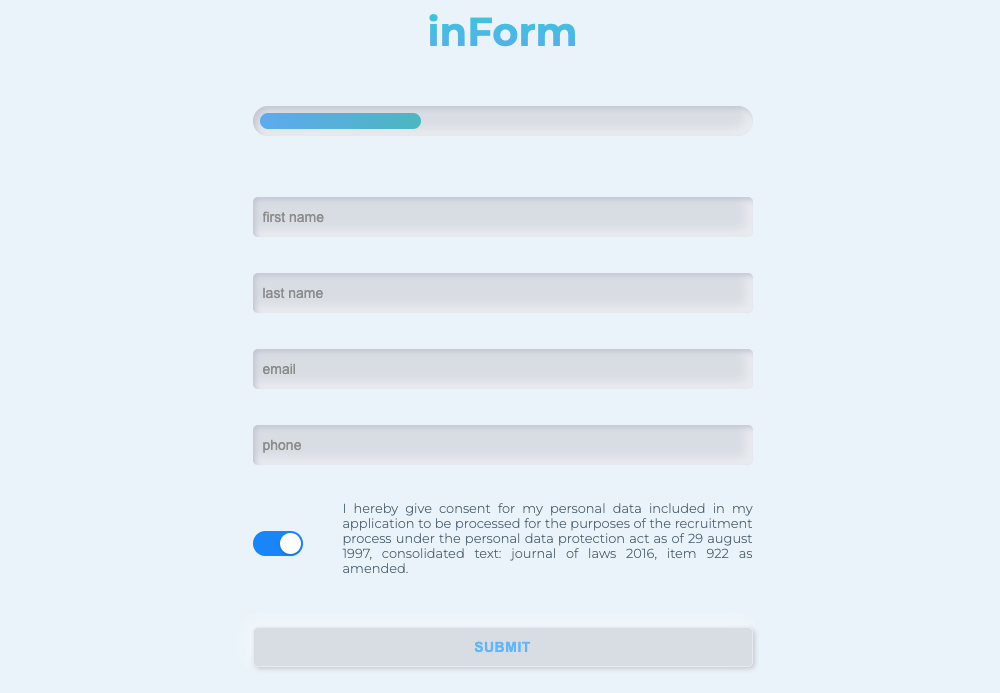 inForm
first name
last name
email
phone
I hereby give consent for my personal data included in my
application to be processed for the purposes of the recruitment
process under the personal data protection act as of 29 august
1997, consolidated text: journal of laws 2016, item 922 as
amended.
SUBMIT